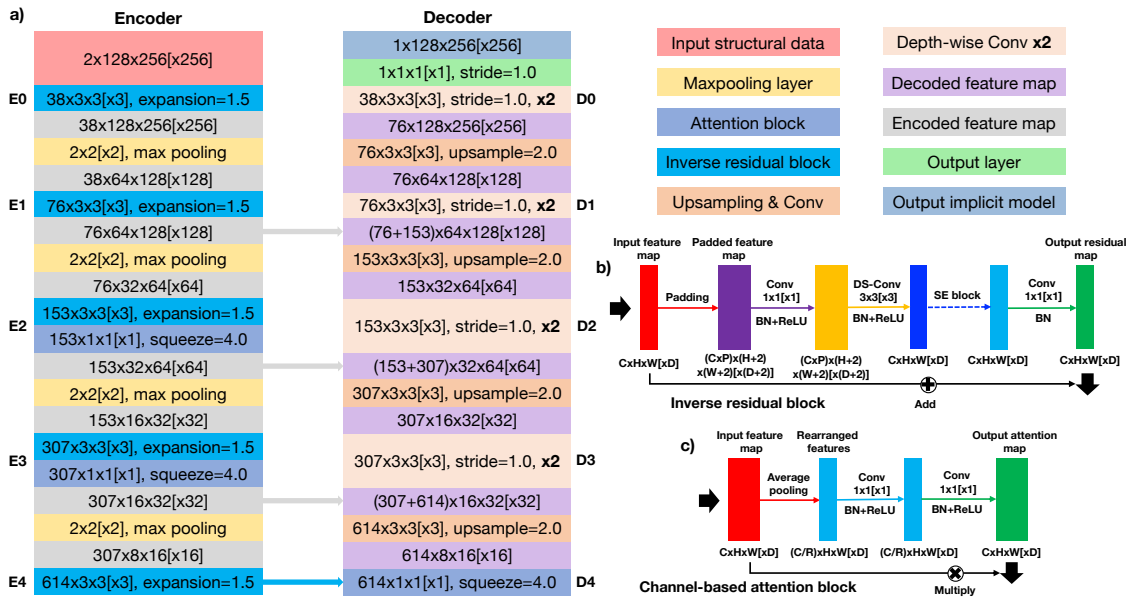 a)
Encoder
Decoder
2x128x256[x256]
E0
38x3x3[x3], expansion=1.5
38x128x256[x256]
2x2[x2], max pooling
38x64x128[x128]
E1
76x3x3[x3], expansion=1.5
76x64x128[x128]
2x2[x2], max pooling
76x32x64[x64]
E2
153x3x3[x3], expansion=1.5
153x1x1[x1], squeeze=4.0
153x32x64[x64]
2x2[x2], max pooling
153x16x32[x32]
E3
307x3x3[x3], expansion=1.5
307x1x1[x1], squeeze=4.0
307x16x32[x32]
2x2[x2], max pooling
307x8x16[x16]
E4
614x3x3[x3], expansion=1.5
1x128x256[x256]
1x1x1[x1], stride=1.0
38x3x3[x3], stride=1.0, x2
D0
76x128x256[x256]
76x3x3[x3], upsample=2.0
76x64x128[x128]
76x3x3[x3], stride=1.0, x2
D1
(76+153)x64x128[x128]
153x3x3[x3], upsample=2.0
153x32x64[x64]
153x3x3[x3], stride=1.0, x2
D2
(153+307)x32x64[x64]
307x3x3[x3], upsample=2.0
307x16x32[x32]
307x3x3[x3], stride=1.0, x2
D3
(307+614)x16x32[x32]
614x3x3[x3], upsample=2.0
614x8x16[x16]
614x1x1[x1], squeeze=4.0
D4
Input structural data
Depth-wise Conv x2
Maxpooling layer
Decoded feature map
Attention block
Encoded feature map
Inverse residual block
Output layer
Upsampling & Conv
Output implicit model
b)
Input feature
map
Padded feature
map
Output residual
map
Padding
Conv
1x1[x1]
BN+ReLU
DS-Conv
3x3[x3]
BN+ReLU
SE block
Conv
1x1[x1]
BN
CxHxW[xD]
(CxP)x(H+2)
x(W+2)[x(D+2)]
(CxP)x(H+2)
x(W+2)[x(D+2)]
CxHxW[xD]
CxHxW[xD]
CxHxW[xD]
Inverse residual block
Add
c)
Input feature
map
Rearranged
features
Output attention
map
Average
pooling
Conv
1x1[x1]
BN+ReLU
Conv
1x1[x1]
BN+ReLU
CxHxW[xD]
(C/R)xHxW[xD]
(C/R)xHxW[xD]
CxHxW[xD]
Channel-based attention block
Multiply